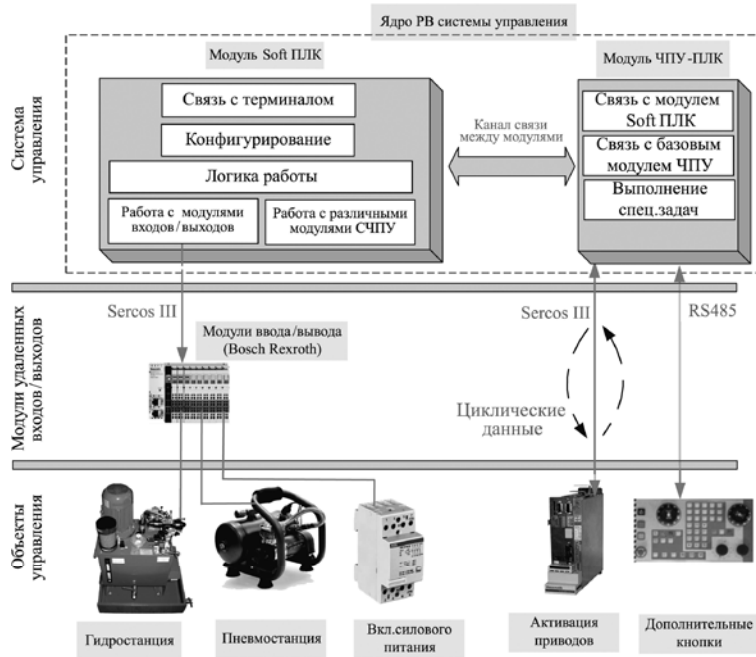 Ядро РВ системы управления
Модуль Soft ПЛК
Модуль ЧПУ-ПЛК
Система
управления
Связь с терминалом
Конфигурирование
Логика работы
Работа с модулями
входов/выходов
Работа с различными
модулями СЧПУ
Канал связи
между модулями
Связь с модулем
Soft ПЛК
Связь с базовым
модулем ЧПУ
Выполнение
спец.задач
Модули удаленных
входов/выходов
Sercos III
Модули ввода/вывода
(Bosch Rexroth)
Sercos III
RS485
Циклические
данные
Объекты
управления
Гидростанция
Пневмостанция
Вкл.силового
питания
Активация
приводов
Дополнительные
кнопки